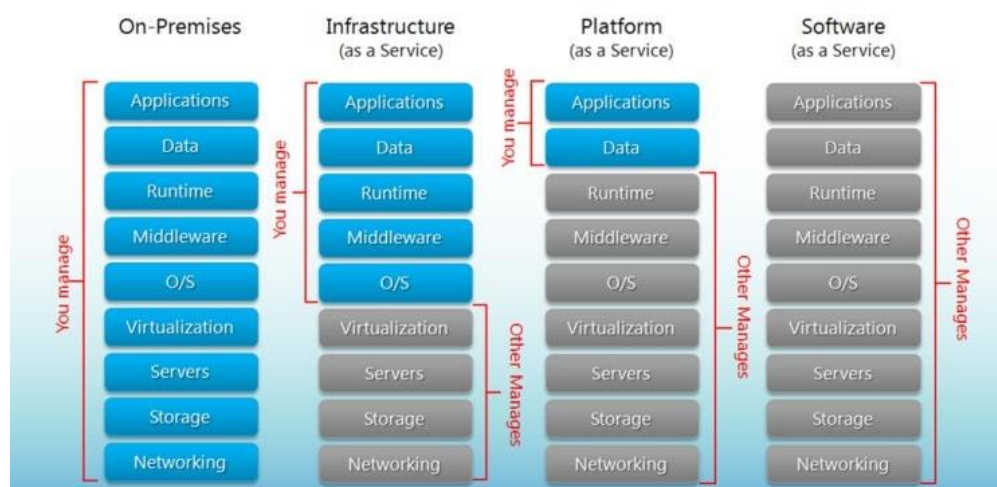 On-Premises
You manage
Applications
Data
Runtime
Middleware
O/S
Virtualization
Servers
Storage
Networking
Infrastructure
(as a Service)
You manage
Applications
Data
Runtime
Middleware
O/S
Virtualization
Servers
Storage
Networking
Other Manages
Platform
(as a Service)
You manage
Applications
Data
Runtime
Middleware
O/S
Virtualization
Servers
Storage
Networking
Other Manages
Software
(as a Service)
Applications
Data
Runtime
Middleware
O/S
Virtualization
Servers
Storage
Networking
Other Manages